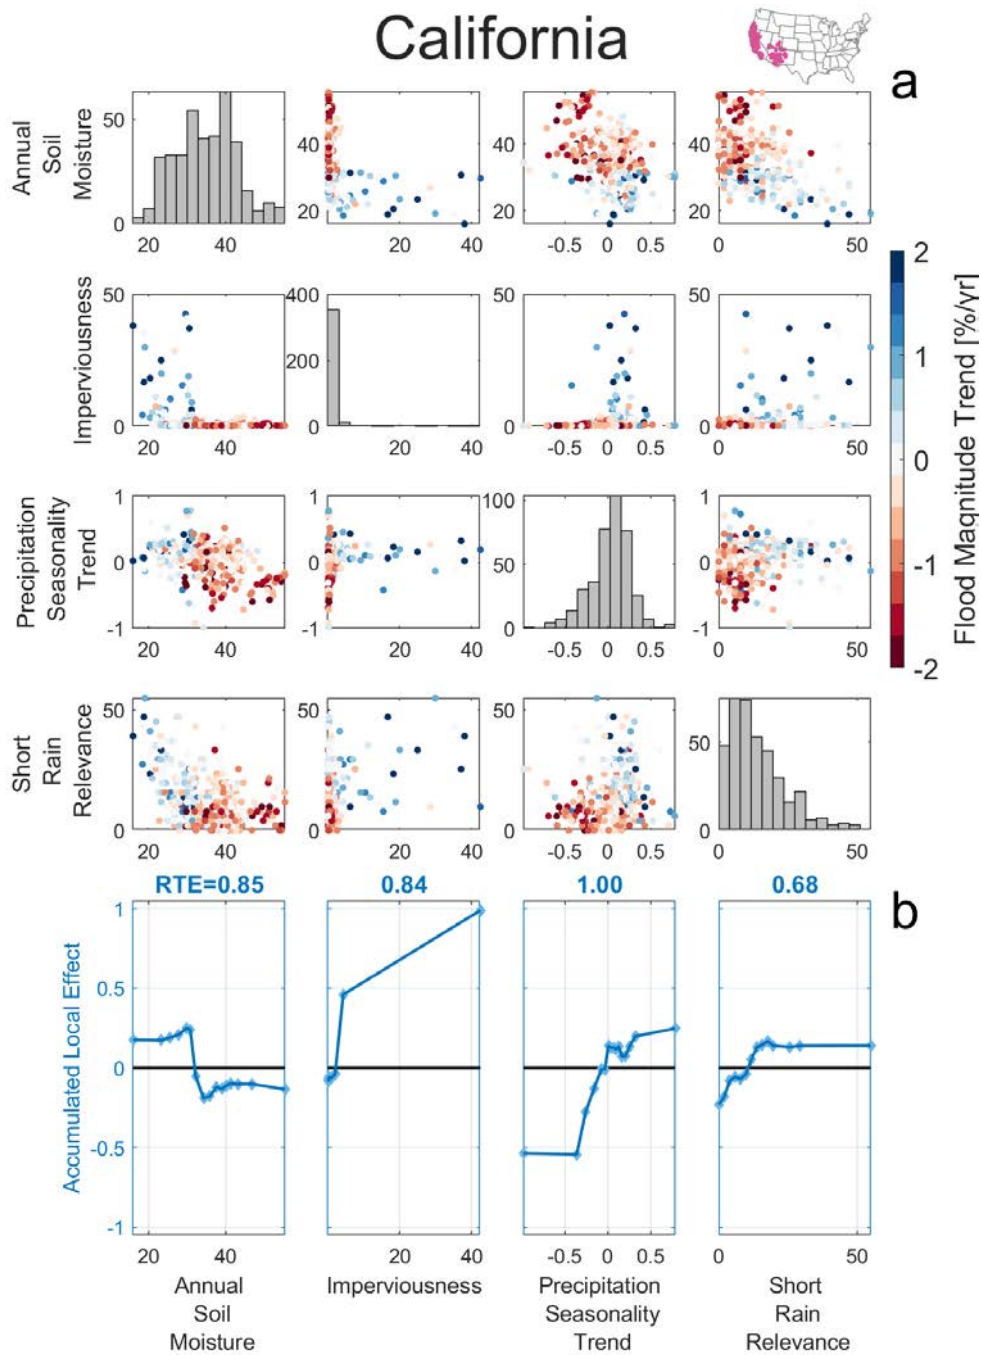 California
a
Annual
Soil
Moisture
50
0
20 40
40
20
20 40
40
20
-0.5 0 0.5
40
20
0 50
Imperviousness
50
0
20 40
400
200
0
20 40
50
0
-0.5 0 0.5
50
0
0 50
Precipitation
Seasonality
Trend
1
0
-1
20 40
1
0
-1
20 40
100
50
0
-0.5 0 0.5
1
0
-1
0 50
Short
Rain
Relevance
50
0
20 40
50
0
20 40
50
0
-0.5 0 0.5
50
0
0 50
2
1
0
-1
-2
Flood Magnitude Trend [%/yr]
RTE=0.85 0.84 1.00 0.68
b
Accumulated Local Effect
1
0.5
0
-0.5
-1
20 40
20 40
-0.5 0 0.5
0 50
Annual
Soil
Moisture
Imperviousness
Precipitation
Seasonality
Trend
Short
Rain
Relevance